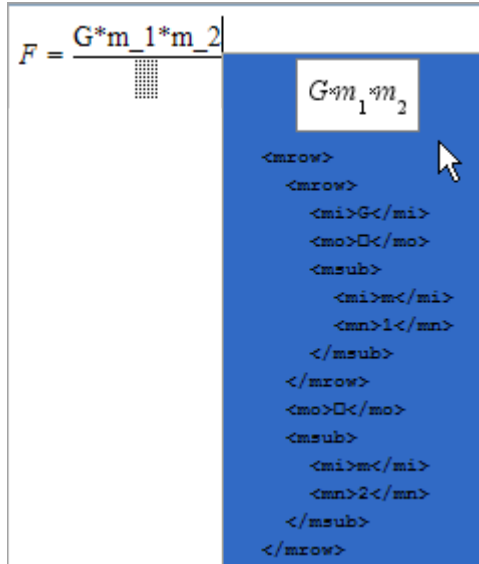 F = G*m_1*m_2
G*m1*m2
<mrow>
<mrow>
<mi>G</mi>
<mo>□</mo>
<msub>
<mi>m</mi>
<mn>1</mn>
</msub>
</mrow>
<mo>□</mo>
<msub>
<mi>m</mi>
<mn>2</mn>
</msub>
</mrow>